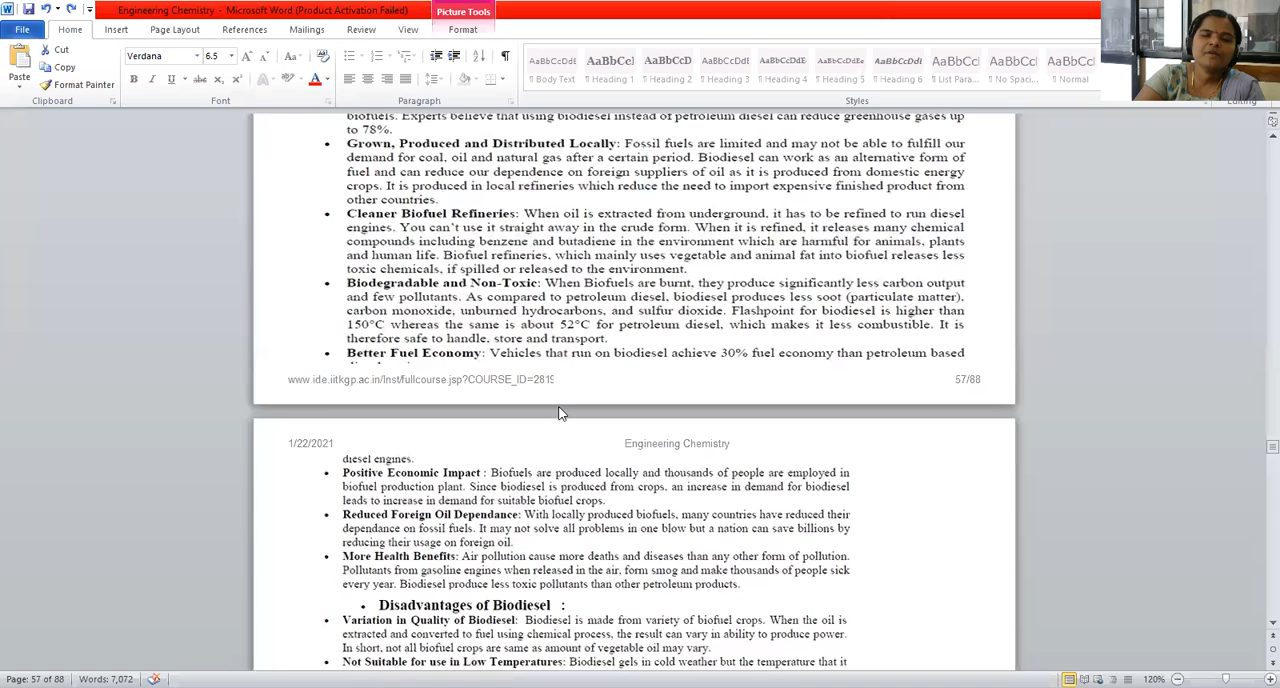 Engineering Chemistry - Microsoft Word (Product Activation Failed)
Picture Tools
File Home Insert Page Layout References Mailings Review View Format
Paste
Cut
Copy
Format Painter
Clipboard
Verdana 6.5
Font
Paragraph
AaBbCcDdE AaBbCcI AaBbCcD AaBbCcDdI AaBbCcDdE AaBbCcDdEe AaBbCcDdI AaBbCcDd AaBbCcDd AaBbCcDd
Body Text Heading 1 Heading 2 Heading 3 Heading 4 Heading 5 Heading 6 List Para... No Spaci... Normal
Styles
biofuels. Experts believe that using biodiesel instead of petroleum diesel can reduce greenhouse gases up
to 78%.
• Grown, Produced and Distributed Locally: Fossil fuels are limited and may not be able to fulfill our
demand for coal, oil and natural gas after a certain period. Biodiesel can work as an alternative form of
fuel and can reduce our dependence on foreign suppliers of oil as it is produced from domestic energy
crops. It is produced in local refineries which reduce the need to import expensive finished product from
other countries.
• Cleaner Biofuel Refineries: When oil is extracted from underground, it has to be refined to run diesel
engines. You can't use it straight away in the crude form. When it is refined, it releases many chemical
compounds including benzene and butadiene in the environment which are harmful for animals, plants
and human life. Biofuel refineries, which mainly uses vegetable and animal fat into biofuel releases less
toxic chemicals, if spilled or released to the environment.
• Biodegradable and Non-Toxic: When Biofuels are burnt, they produce significantly less carbon output
and few pollutants. As compared to petroleum diesel, biodiesel produces less soot (particulate matter),
carbon monoxide, unburned hydrocarbons, and sulfur dioxide. Flashpoint for biodiesel is higher than
150°C whereas the same is about 52°C for petroleum diesel, which makes it less combustible. It is
therefore safe to handle, store and transport.
• Better Fuel Economy: Vehicles that run on biodiesel achieve 30% fuel economy than petroleum based
www.ide.iitkgp.ac.in/Inst/fullcourse.jsp?COURSE_ID=2819 57/88
1/22/2021 Engineering Chemistry
diesel engines.
• Positive Economic Impact : Biofuels are produced locally and thousands of people are employed in
biofuel production plant. Since biodiesel is produced from crops, an increase in demand for biodiesel
leads to increase in demand for suitable biofuel crops.
• Reduced Foreign Oil Dependance: With locally produced biofuels, many countries have reduced their
dependance on fossil fuels. It may not solve all problems in one blow but a nation can save billions by
reducing their usage on foreign oil.
• More Health Benefits: Air pollution cause more deaths and diseases than any other form of pollution.
Pollutants from gasoline engines when released in the air, form smog and make thousands of people sick
every year. Biodiesel produce less toxic pollutants than other petroleum products.
• Disadvantages of Biodiesel :
• Variation in Quality of Biodiesel: Biodiesel is made from variety of biofuel crops. When the oil is
extracted and converted to fuel using chemical process, the result can vary in ability to produce power.
In short, not all biofuel crops are same as amount of vegetable oil may vary.
• Not Suitable for use in Low Temperatures: Biodiesel gels in cold weather but the temperature that it
Page: 57 of 88 Words: 7,072 120%